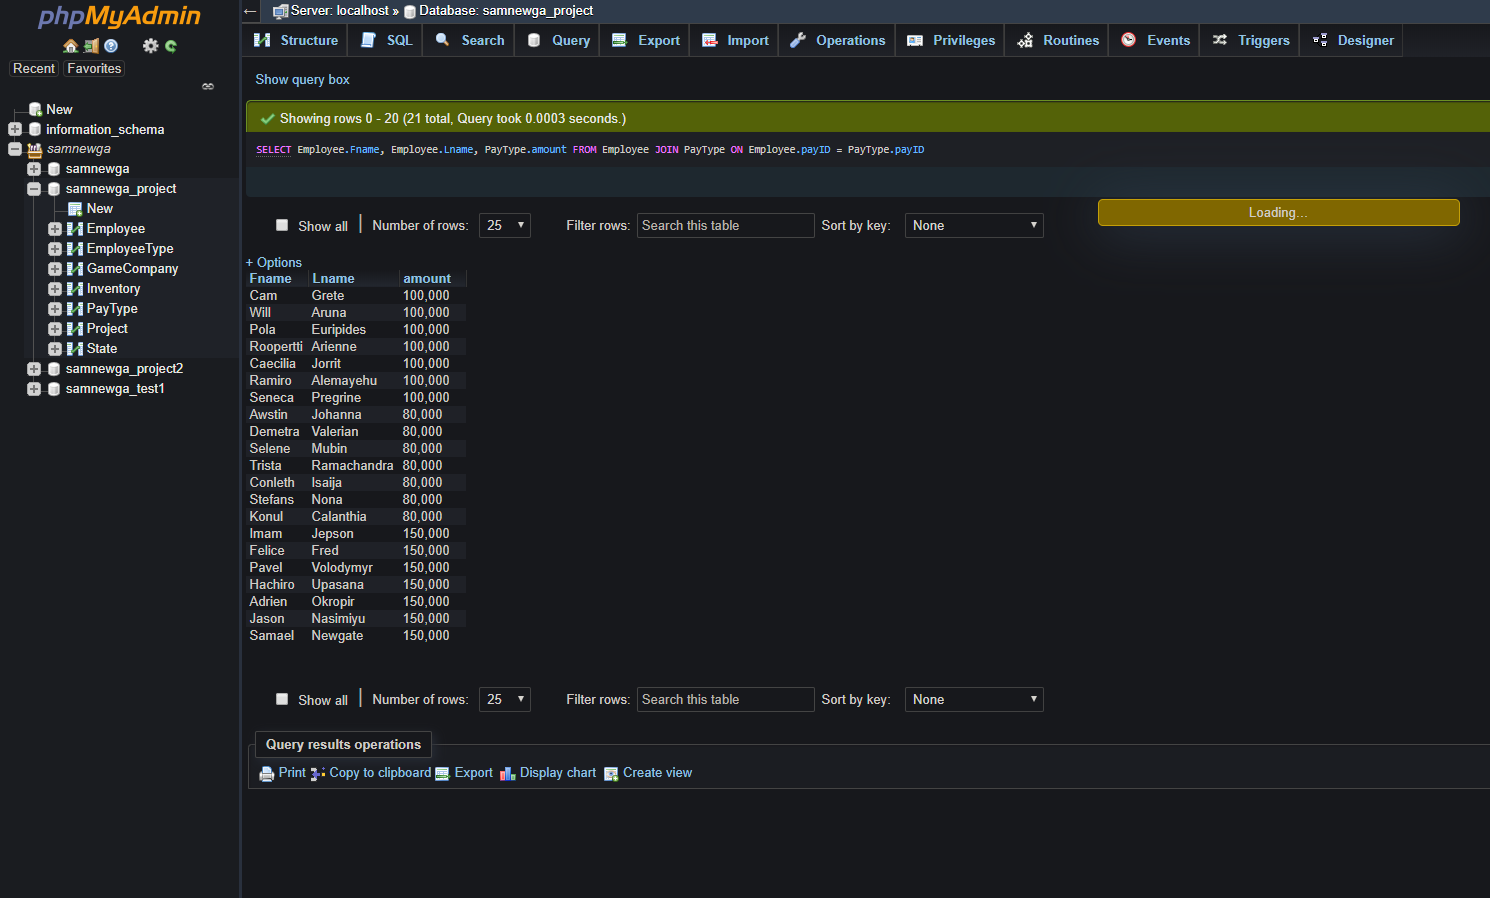 phpMyAdmin
Recent Favorites
New
information_schema
samnewga
samnewga
samnewga_project
New
Employee
EmployeeType
GameCompany
Inventory
PayType
Project
State
samnewga_project2
samnewga_test1
← Server: localhost » Database: samnewga_project
Structure SQL Search Query Export Import Operations Privileges Routines Events Triggers Designer
Show query box
Showing rows 0 - 20 (21 total, Query took 0.0003 seconds.)
SELECT Employee.Fname, Employee.Lname, PayType.amount FROM Employee JOIN PayType ON Employee.payID = PayType.payID
Loading...
Show all | Number of rows: 25 Filter rows: Search this table Sort by key: None
+ Options
Fname Lname amount
Cam Grete 100,000
Will Aruna 100,000
Pola Euripides 100,000
Roopertti Arienne 100,000
Caecilia Jorrit 100,000
Ramiro Alemayehu 100,000
Seneca Pregrine 100,000
Awstin Johanna 80,000
Demetra Valerian 80,000
Selene Mubin 80,000
Trista Ramachandra 80,000
Conleth Isaija 80,000
Stefans Nona 80,000
Konul Calanthia 80,000
Imam Jepson 150,000
Felice Fred 150,000
Pavel Volodymyr 150,000
Hachiro Upasana 150,000
Adrien Okropir 150,000
Jason Nasimiyu 150,000
Samael Newgate 150,000
Show all | Number of rows: 25 Filter rows: Search this table Sort by key: None
Query results operations
Print Copy to clipboard Export Display chart Create view